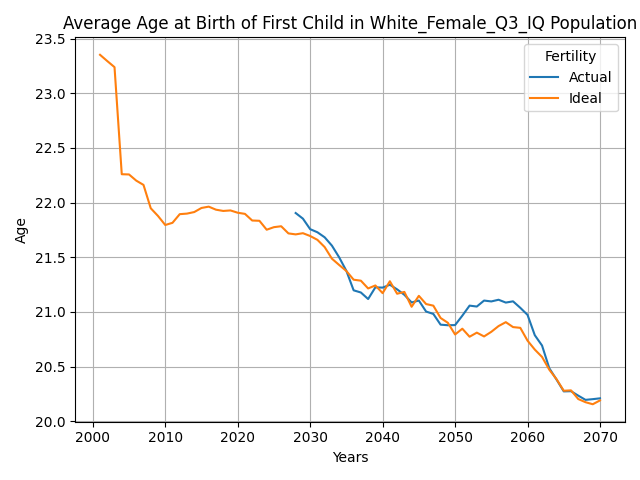 Average Age at Birth of First Child in White_Female_Q3_IQ Population
23.5
23.0
22.5
22.0
21.5
21.0
20.5
20.0
Age
Fertility
Actual
Ideal
2000 2010 2020 2030 2040 2050 2060 2070
Years